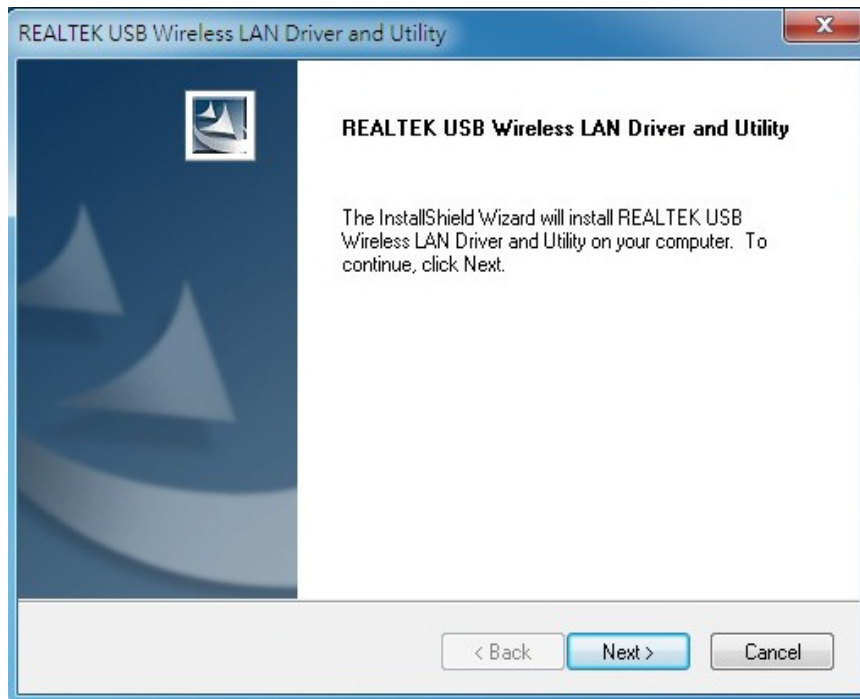 REALTEK USB Wireless LAN Driver and Utility
X
REALTEK USB Wireless LAN Driver and Utility
The InstallShield Wizard will install REALTEK USB
Wireless LAN Driver and Utility on your computer.  To
continue, click Next.
< Back
Next >
Cancel